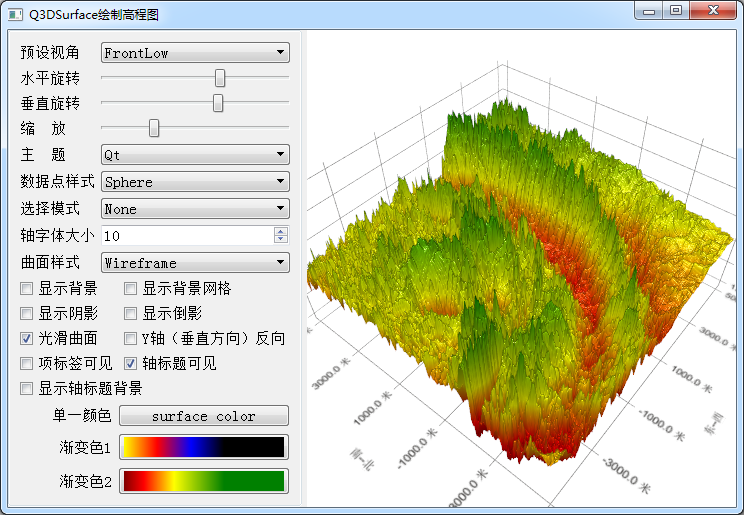 Q3DSurface绘制高程图
预设视角 FrontLow
水平旋转
垂直旋转
缩 放
主 题 Qt
数据点样式 Sphere
选择模式 None
轴字体大小 10
曲面样式 Wireframe
显示背景 显示背景网格
显示阴影 显示倒影
光滑曲面 Y轴（垂直方向）反向
项标签可见 轴标题可见
显示轴标题背景
单一颜色 surface color
渐变色1
渐变色2
3000.0 米
1000.0 米
-1000.0 米
3000.0 米
3000.0 米
1000.0 米
-1000.0 米
-3000.0 米